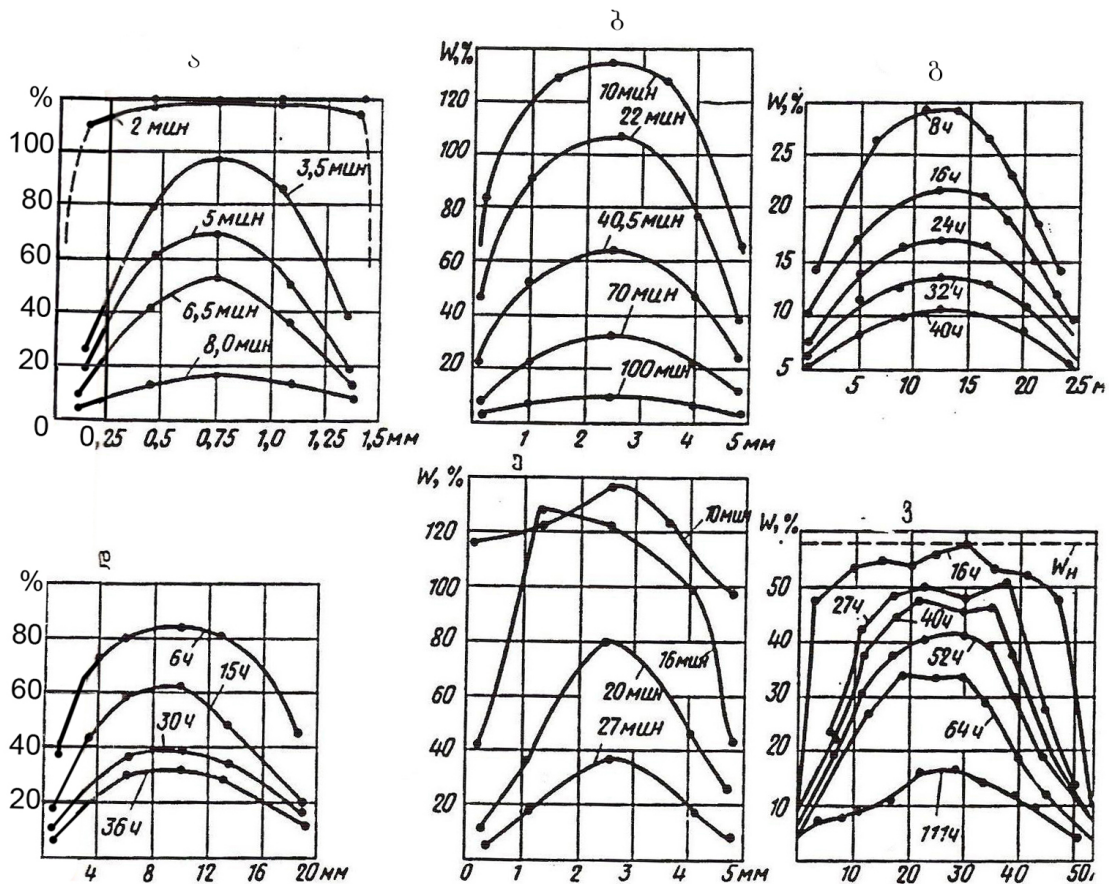 ა
%
100
80
60
40
20
0
2 мин
3,5 мин
5 мин
6,5 мин
8,0 мин
0,25 0,5 0,75 1,0 1,25 1,5 мм
ბ
W, %
120
100
80
60
40
20
10 мин
22 мин
40,5 мин
70 мин
100 мин
1 2 3 4 5 мм
გ
W, %
25
20
15
10
5
8ч
16ч
24ч
32ч
40ч
5 10 15 20 25 м
დ
%
80
60
40
20
6ч
15ч
30ч
36ч
4 8 12 16 20 мм
ე
W, %
120
100
80
60
40
20
10 мин
16 мин
20 мин
27 мин
0 1 2 3 4 5 мм
ვ
W, %
50
40
30
20
10
Wн
16ч
27ч
40ч
52ч
64ч
111ч
10 20 30 40 50